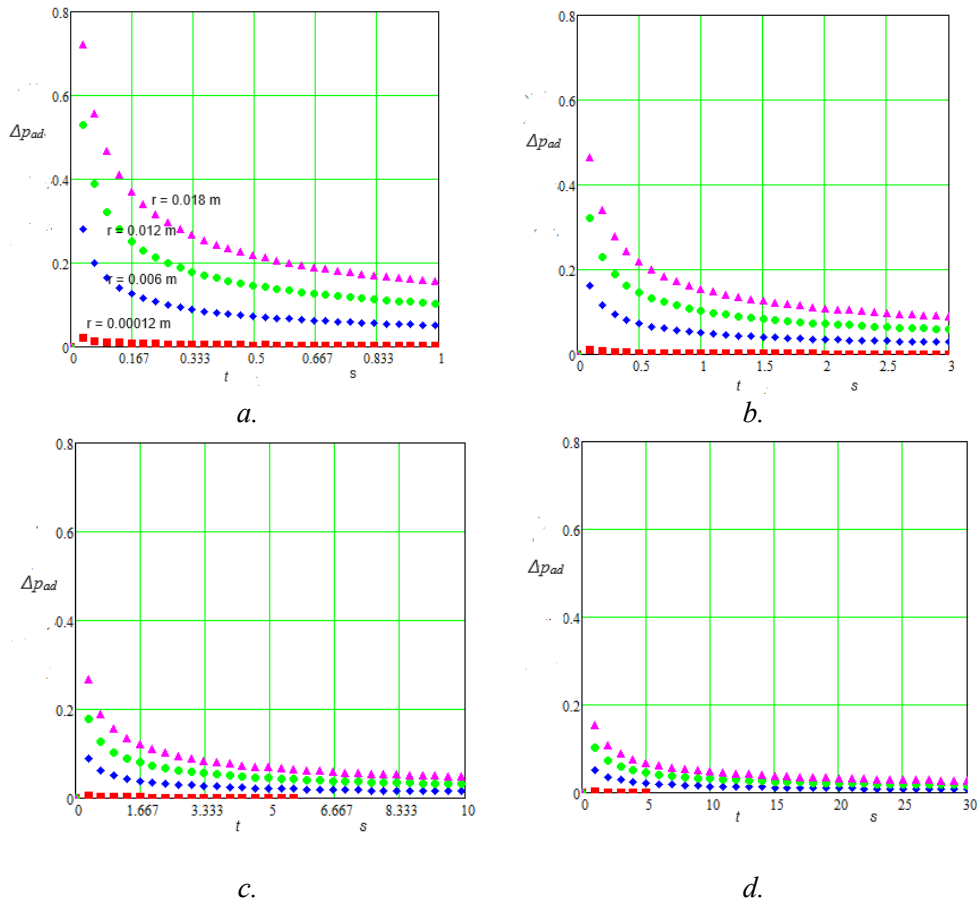 0.8
0.6
Δp_ad
0.4
r = 0.018 m
r = 0.012 m
0.2
r = 0.006 m
r = 0.00012 m
0
0 0.167 0.333 0.5 0.667 0.833 1
t s
a.
0.8
0.6
Δp_ad
0.4
0.2
0
0 0.5 1 1.5 2 2.5 3
t s
b.
0.8
0.6
Δp_ad
0.4
0.2
0
0 1.667 3.333 5 6.667 8.333 10
t s
c.
0.8
0.6
Δp_ad
0.4
0.2
0
0 5 10 15 20 25 30
t s
d.